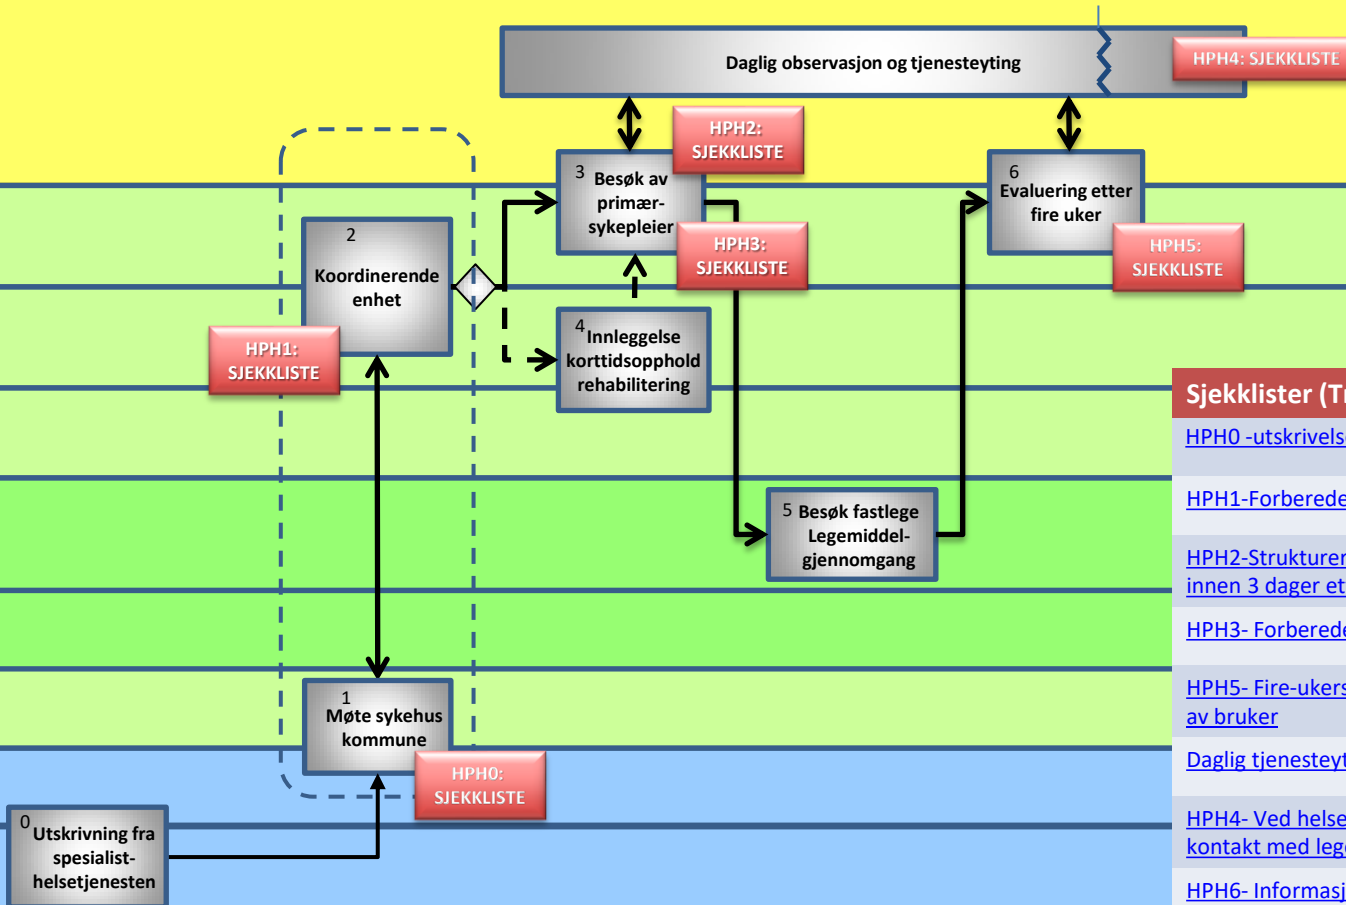 Daglig observasjon og tjenesteyting
HPH4: SJEKKLISTE
HPH2:
SJEKKLISTE
3 Besøk av
primær-
sykepleier
6
Evaluering etter
fire uker
2
Koordinerende
enhet
HPH3:
SJEKKLISTE
HPH5:
SJEKKLISTE
HPH1:
SJEKKLISTE
4 Innleggelse
korttidsopphold
rehabilitering
5 Besøk fastlege
Legemiddel-
gjennomgang
1
Møte sykehus
kommune
HPH0:
SJEKKLISTE
0 Utskrivning fra
spesialist-
helsetjenesten
Sjekklister (Tr
HPH0 -utskrivels
HPH1-Forberede
HPH2-Strukturer
innen 3 dager et
HPH3- Forberede
HPH5- Fire-ukers
av bruker
Daglig tjenesteyt
HPH4- Ved helse
kontakt med lege
HPH6- Informasj